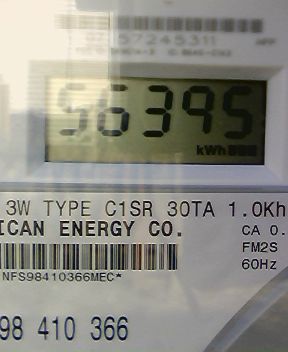 57245311
56395
kWh
3W TYPE C1SR 30TA 1.0Kh
ICAN ENERGY CO.
CA 0.
FM2S
60Hz
NFS98410366MEC*
98 410 366